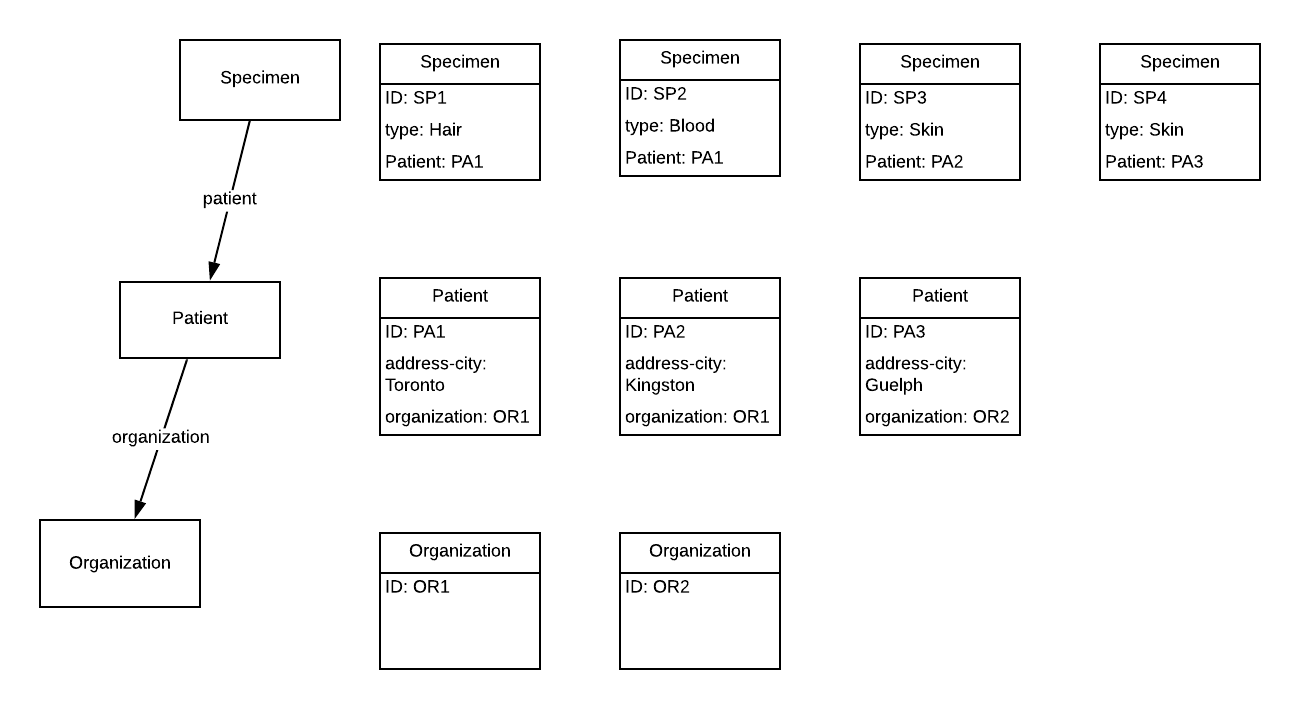 Specimen
patient
Patient
organization
Organization
Specimen
ID: SP1
type: Hair
Patient: PA1
Specimen
ID: SP2
type: Blood
Patient: PA1
Specimen
ID: SP3
type: Skin
Patient: PA2
Specimen
ID: SP4
type: Skin
Patient: PA3
Patient
ID: PA1
address-city:
Toronto
organization: OR1
Patient
ID: PA2
address-city:
Kingston
organization: OR1
Patient
ID: PA3
address-city:
Guelph
organization: OR2
Organization
ID: OR1
Organization
ID: OR2